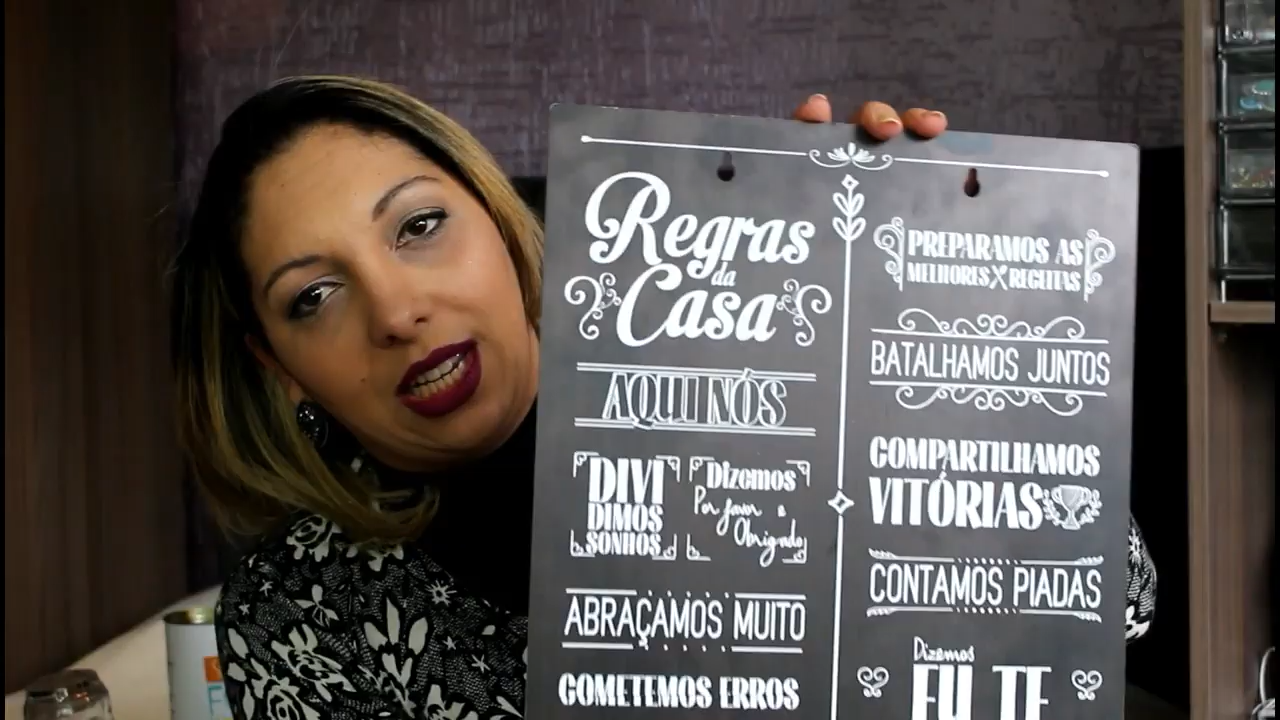 Regras
da
Casa
AQUI NÓS
DIVI
DIMOS
SONHOS
Dizemos
Por favor e
Obrigado
ABRAÇAMOS MUITO
COMETEMOS ERROS
PREPARAMOS AS
MELHORES RECEITAS
BATALHAMOS JUNTOS
COMPARTILHAMOS
VITÓRIAS
CONTAMOS PIADAS
Dizemos
EU TE